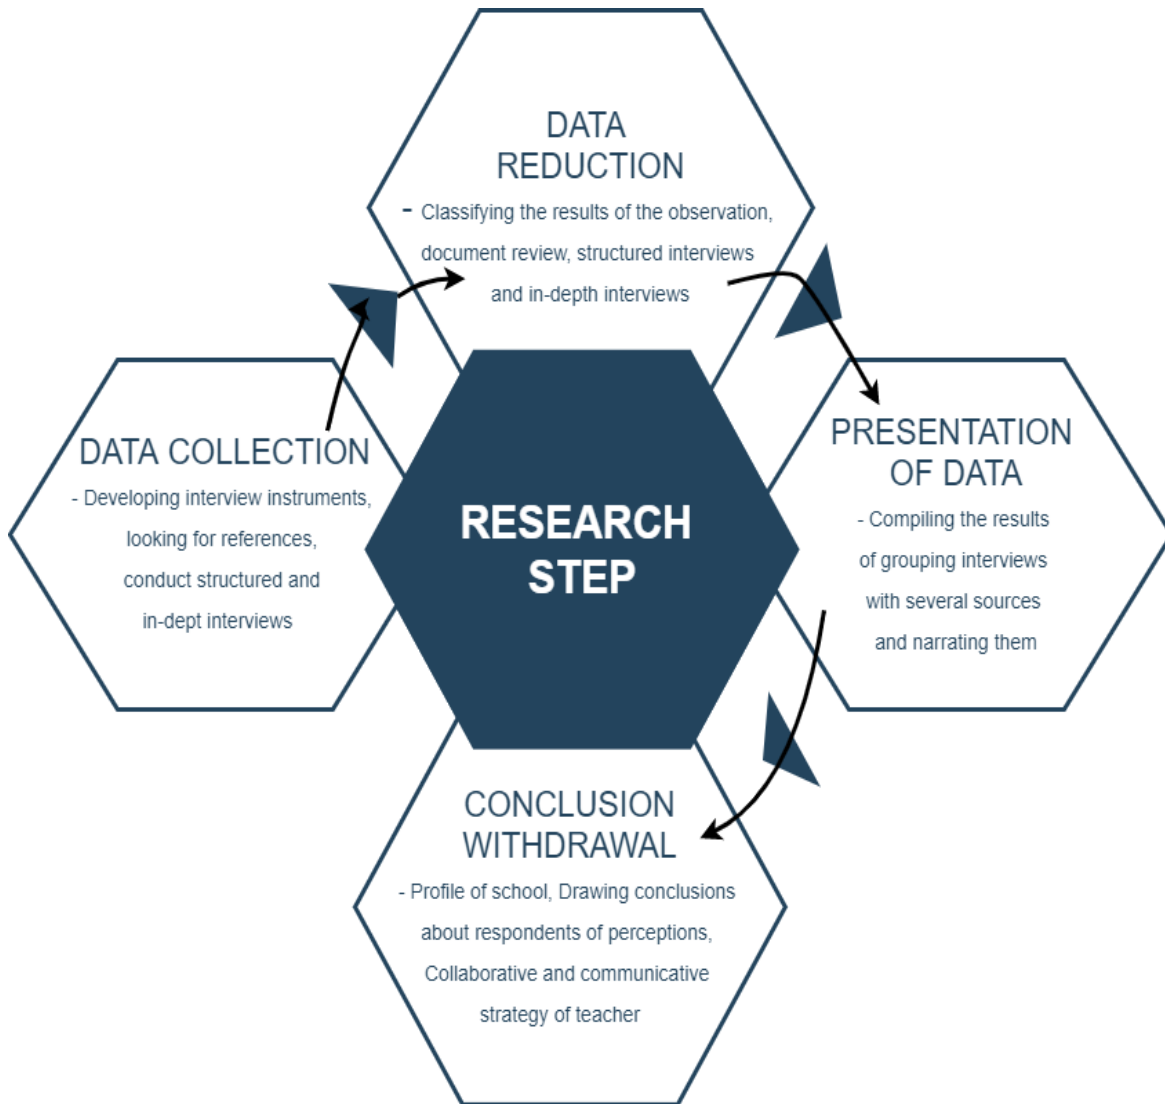 DATA
REDUCTION
- Classifying the results of the observation,
document review, structured interviews
and in-depth interviews
DATA COLLECTION
- Developing interview instruments,
looking for references,
conduct structured and
in-dept interviews
RESEARCH
STEP
PRESENTATION
OF DATA
- Compiling the results
of grouping interviews
with several sources
and narrating them
CONCLUSION
WITHDRAWAL
- Profile of school, Drawing conclusions
about respondents of perceptions,
Collaborative and communicative
strategy of teacher